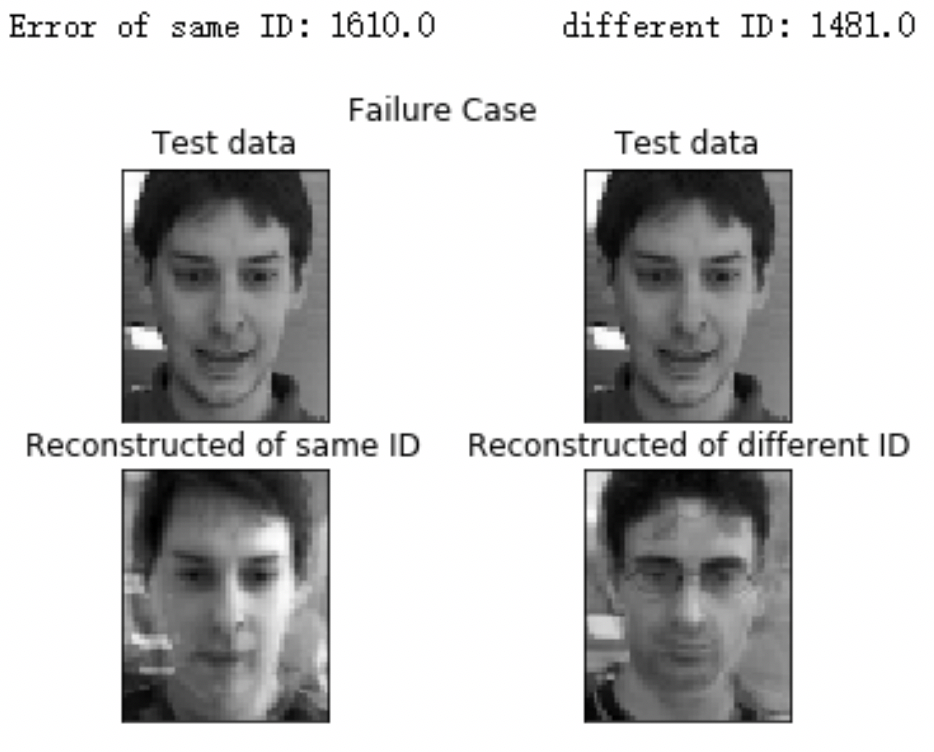 Error of same ID: 1610.0 different ID: 1481.0
Failure Case
Test data Test data
Reconstructed of same ID Reconstructed of different ID